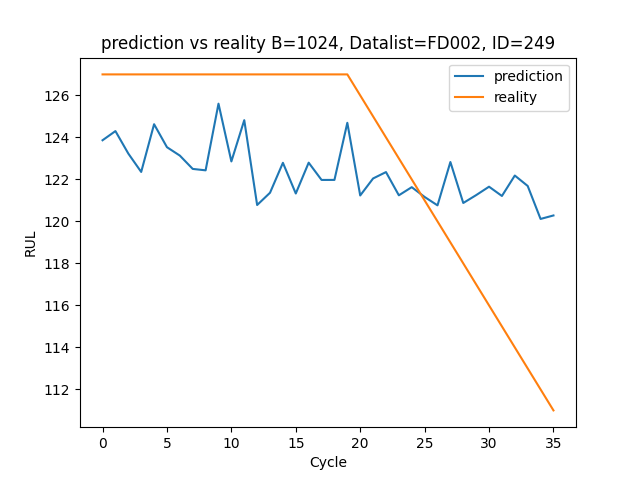 prediction vs reality B=1024, Datalist=FD002, ID=249
prediction
reality
126
124
122
120
118
116
114
112
RUL
0 5 10 15 20 25 30 35
Cycle